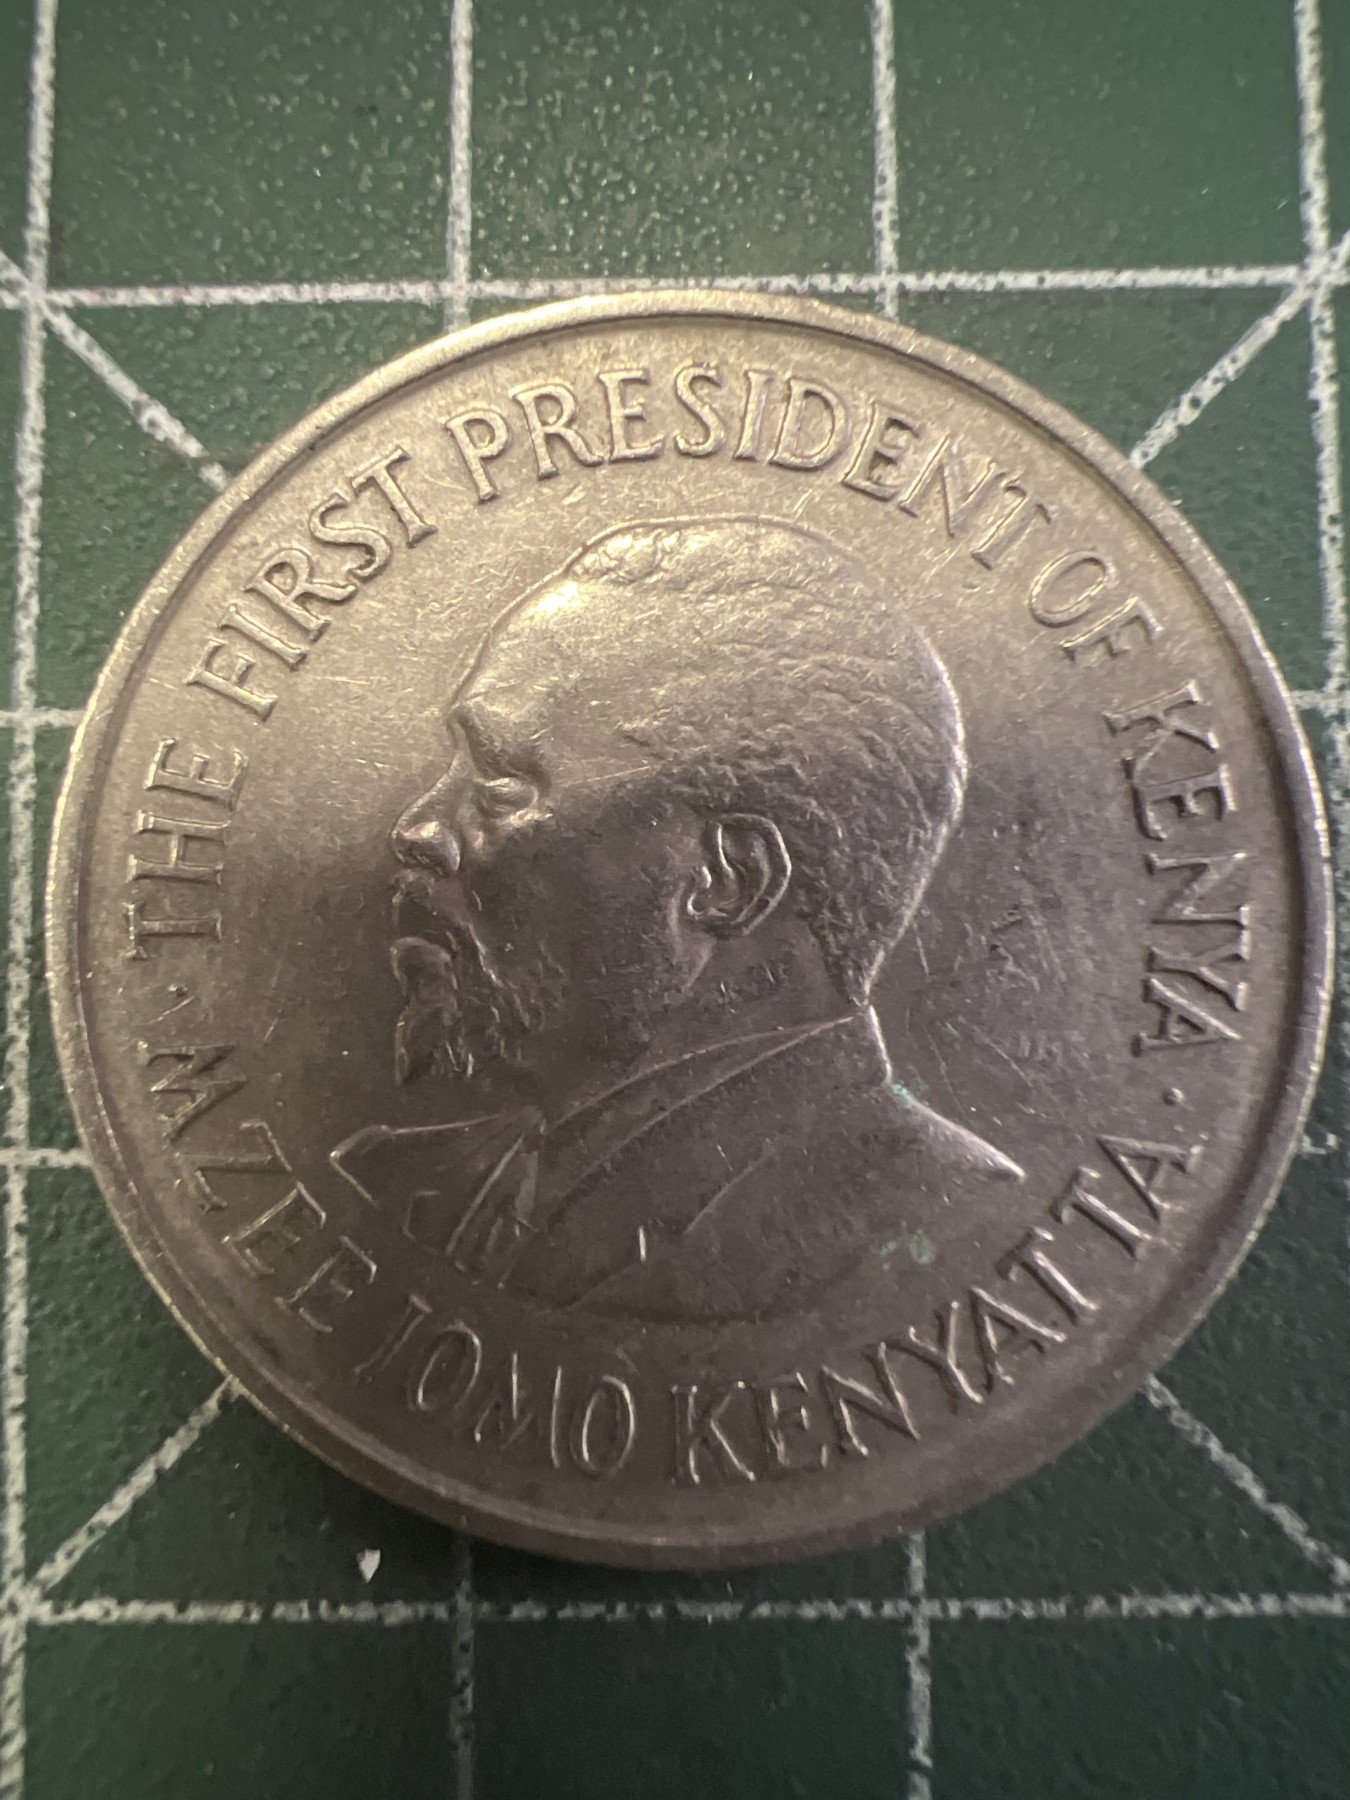 · THE FIRST PRESIDENT OF KENYA ·
MZEE JOMO KENYATTA